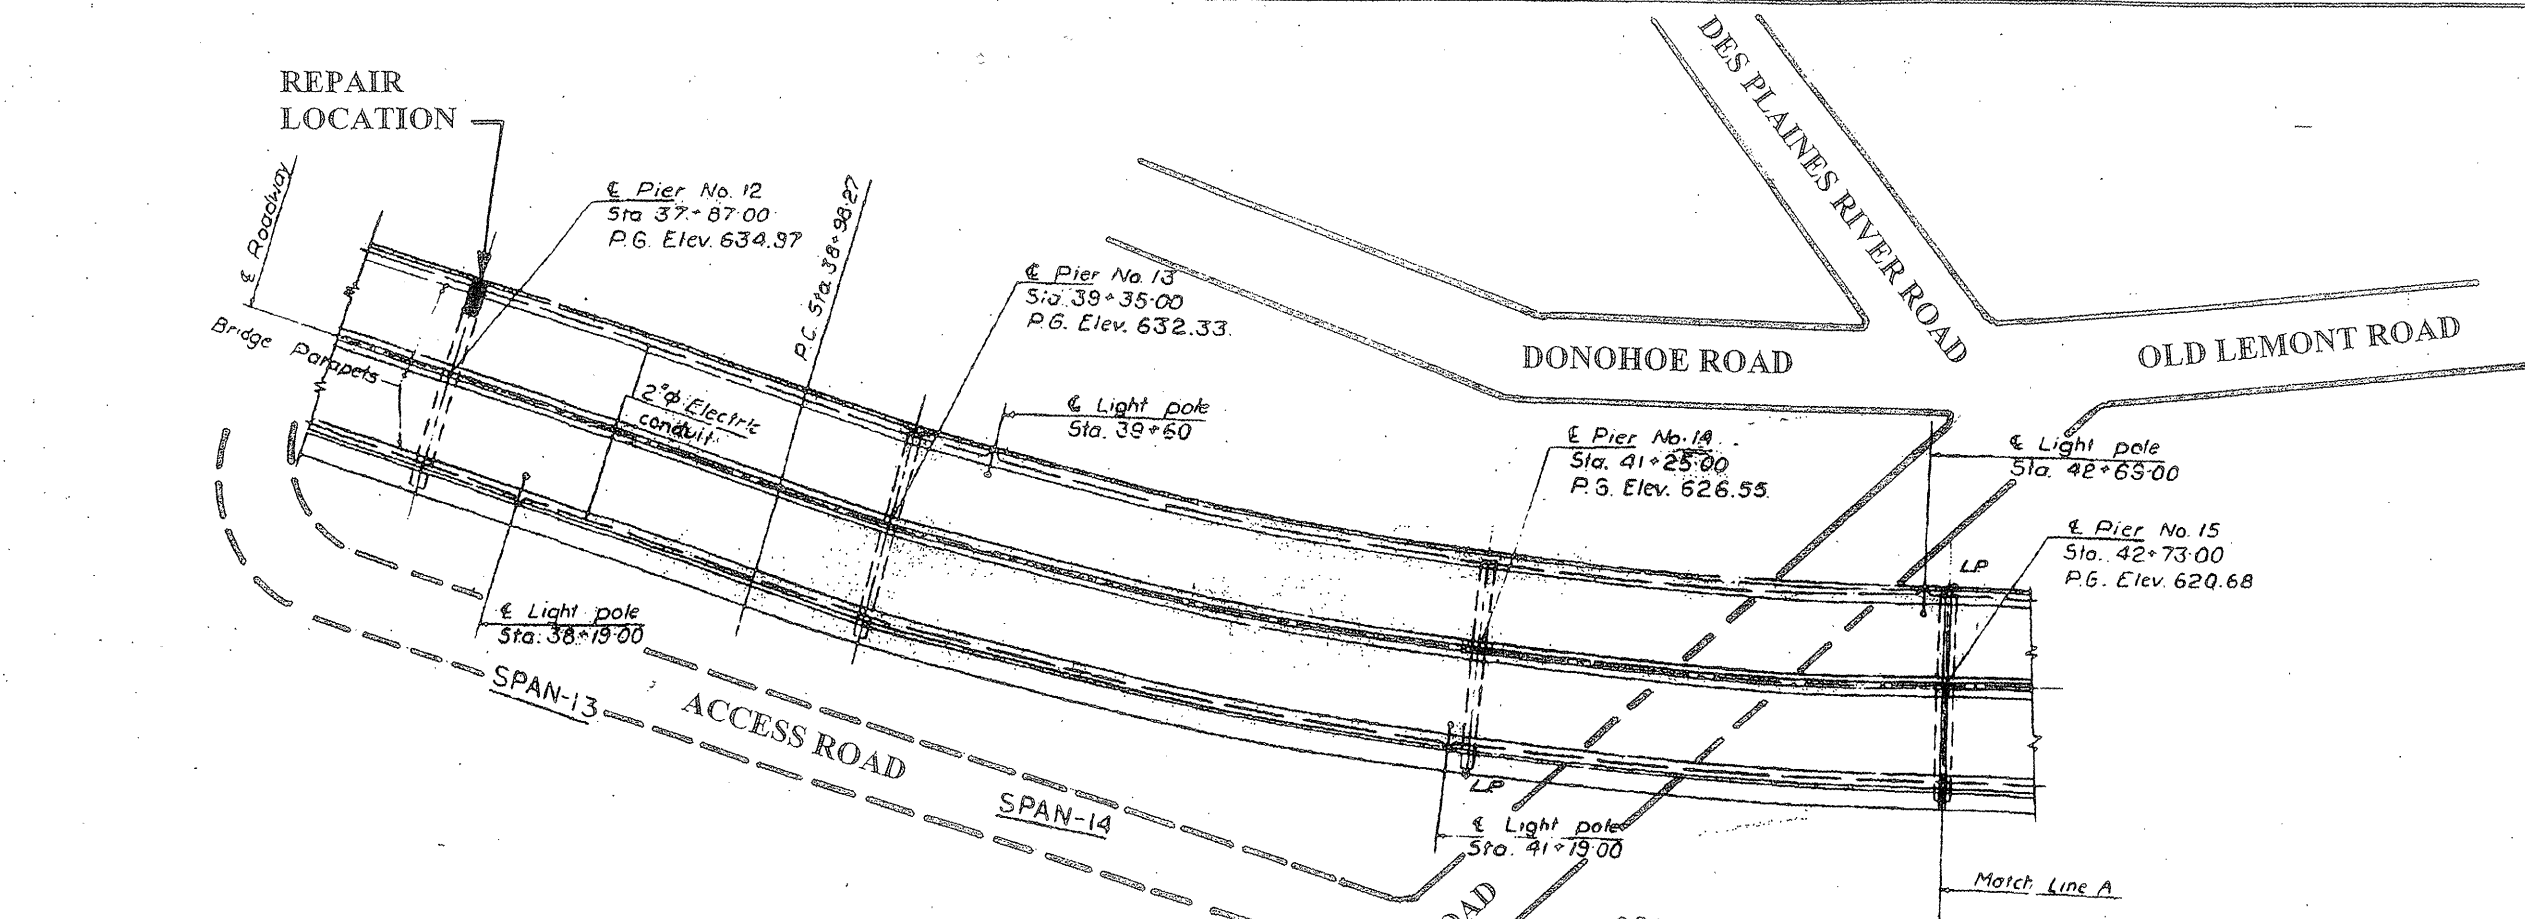 REPAIR
LOCATION
℄ Roadway
Bridge Parapets
℄ Pier No. 12
Sta 37+87.00
P.G. Elev. 634.97
P.C. Sta. 38+98.27
2"φ Electric
conduit
℄ Pier No. 13
Sta. 39+35.00
P.G. Elev. 632.33
℄ Light pole
Sta. 39+60
DES PLAINES RIVER ROAD
DONOHOE ROAD
OLD LEMONT ROAD
℄ Pier No. 14
Sta. 41+25.00
P.G. Elev. 626.55
℄ Light pole
Sta. 42+63.00
℄ Pier No. 15
Sta. 42+73.00
P.G. Elev. 620.68
LP
℄ Light pole
Sta. 38+19.00
SPAN-13
ACCESS ROAD
SPAN-14
LP
℄ Light pole
Sta. 41+19.00
Match Line A
OAD